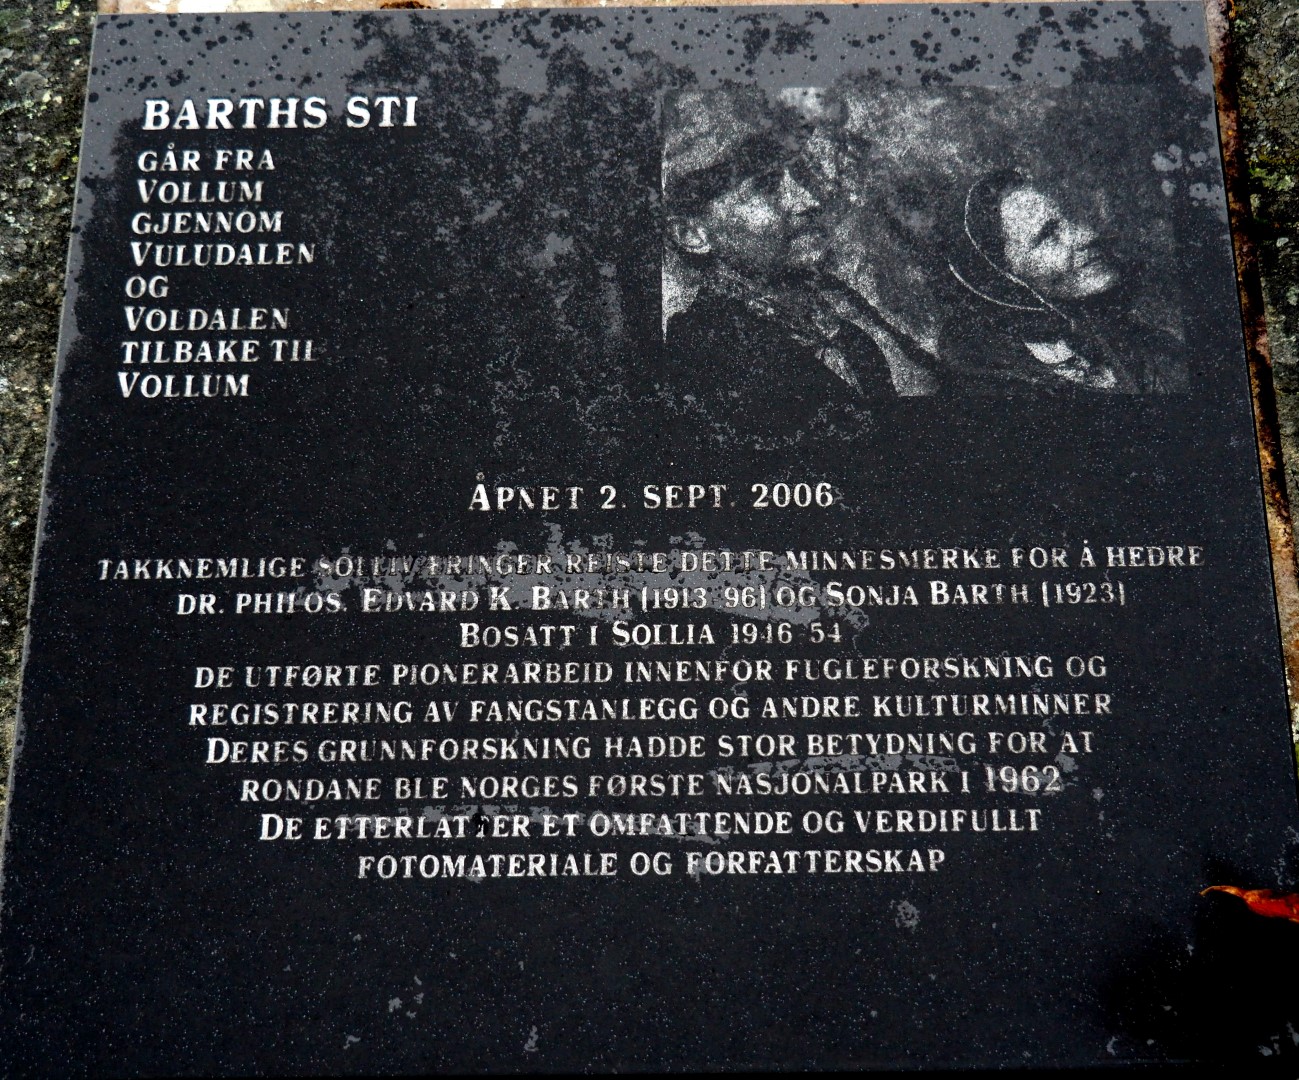 BARTHS STI
GÅR FRA
VOLLUM
GJENNOM
VULUDALEN
OG
VOLDALEN
TILBAKE TIL
VOLLUM
ÅPNET 2. SEPT. 2006
TAKKNEMLIGE REISTE DETTE MINNESMERKE FOR Å HEDRE
DR. PHILOS. EDVARD K. BARTH (1913-96) OG SONJA BARTH (1923)
BOSATT I SOLLIA 1946-54
DE UTFØRTE PIONERARBEID INNENFOR FUGLEFORSKNING OG
REGISTRERING AV FANGSTANLEGG OG ANDRE KULTURMINNER
DERES GRUNNFORSKNING HADDE STOR BETYDNING FOR AT
RONDANE BLE NORGES FØRSTE NASJONALPARK I 1962
DE ETTERLATTER ET OMFATTENDE OG VERDIFULLT
FOTOMATERIALE OG FORFATTERSKAP